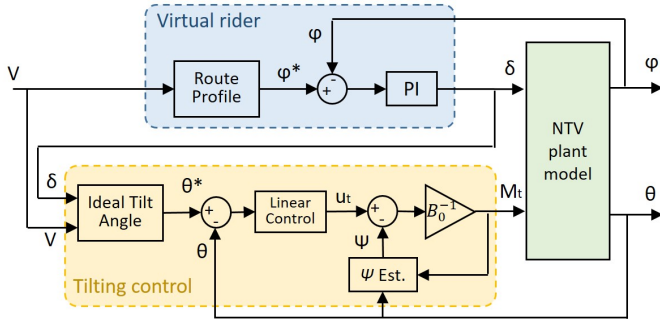 Virtual rider
V
Route
Profile
φ*
φ
-
+
PI
δ
NTV
plant
model
φ
θ
δ
V
Ideal Tilt
Angle
θ*
+
-
θ
Linear
Control
uₜ
+
-
Ψ
B₀⁻¹
Mₜ
Ψ Est.
Tilting control